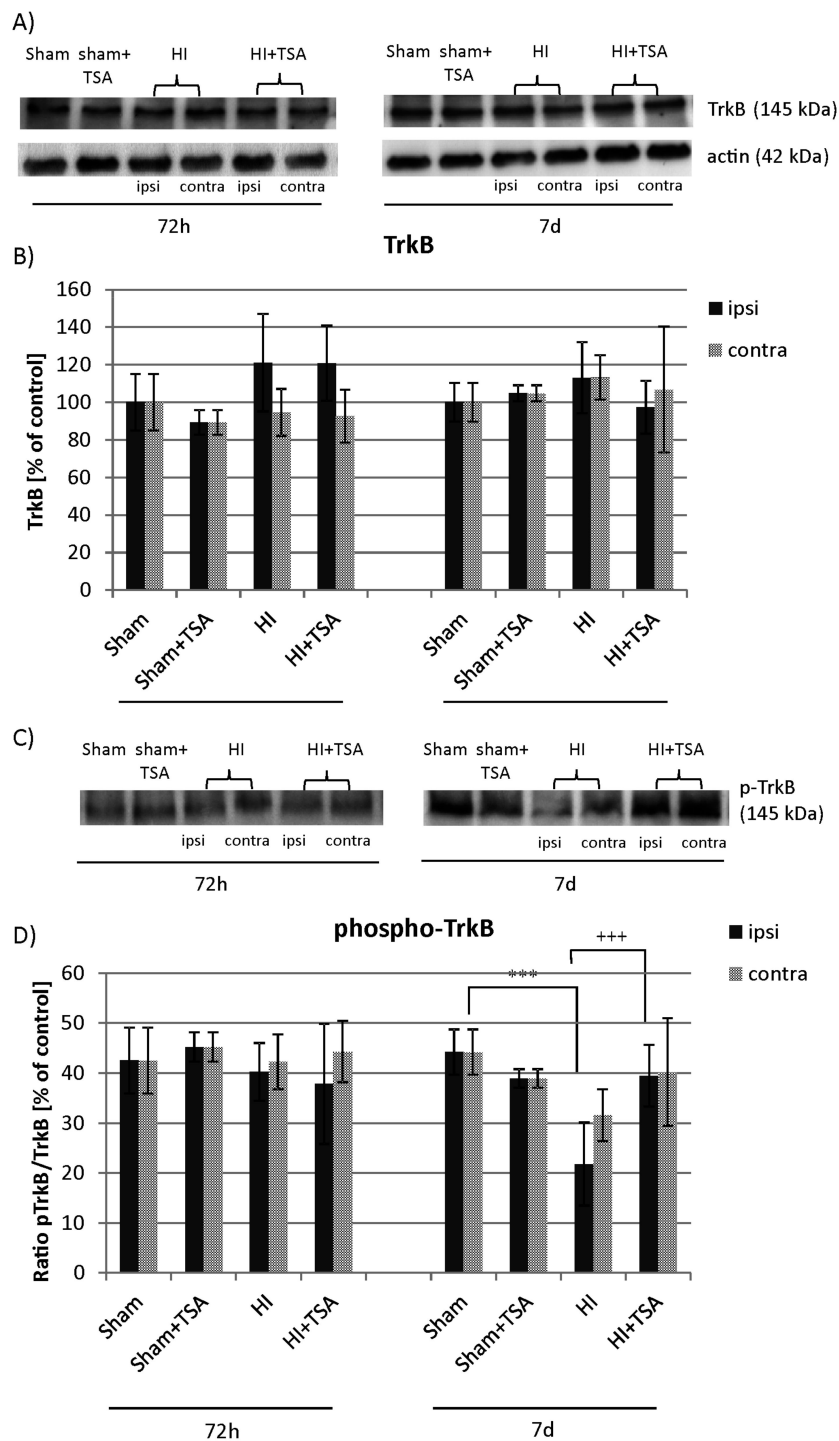 A)
Sham sham+ HI HI+TSA Sham sham+ HI HI+TSA
TSA TSA
TrkB (145 kDa)
actin (42 kDa)
ipsi contra ipsi contra ipsi contra ipsi contra
72h 7d
TrkB
B)
160
140
120
100
80
60
40
20
0
TrkB [% of control]
ipsi
contra
Sham Sham+TSA HI HI+TSA Sham Sham+TSA HI HI+TSA
C)
Sham sham+ HI HI+TSA Sham sham+ HI HI+TSA
TSA TSA
p-TrkB
(145 kDa)
ipsi contra ipsi contra ipsi contra ipsi contra
72h 7d
D)
phospho-TrkB
ipsi
contra
+++
***
60
50
40
30
20
10
0
Ratio pTrkB/TrkB [% of control]
Sham Sham+TSA HI HI+TSA Sham Sham+TSA HI HI+TSA
72h 7d